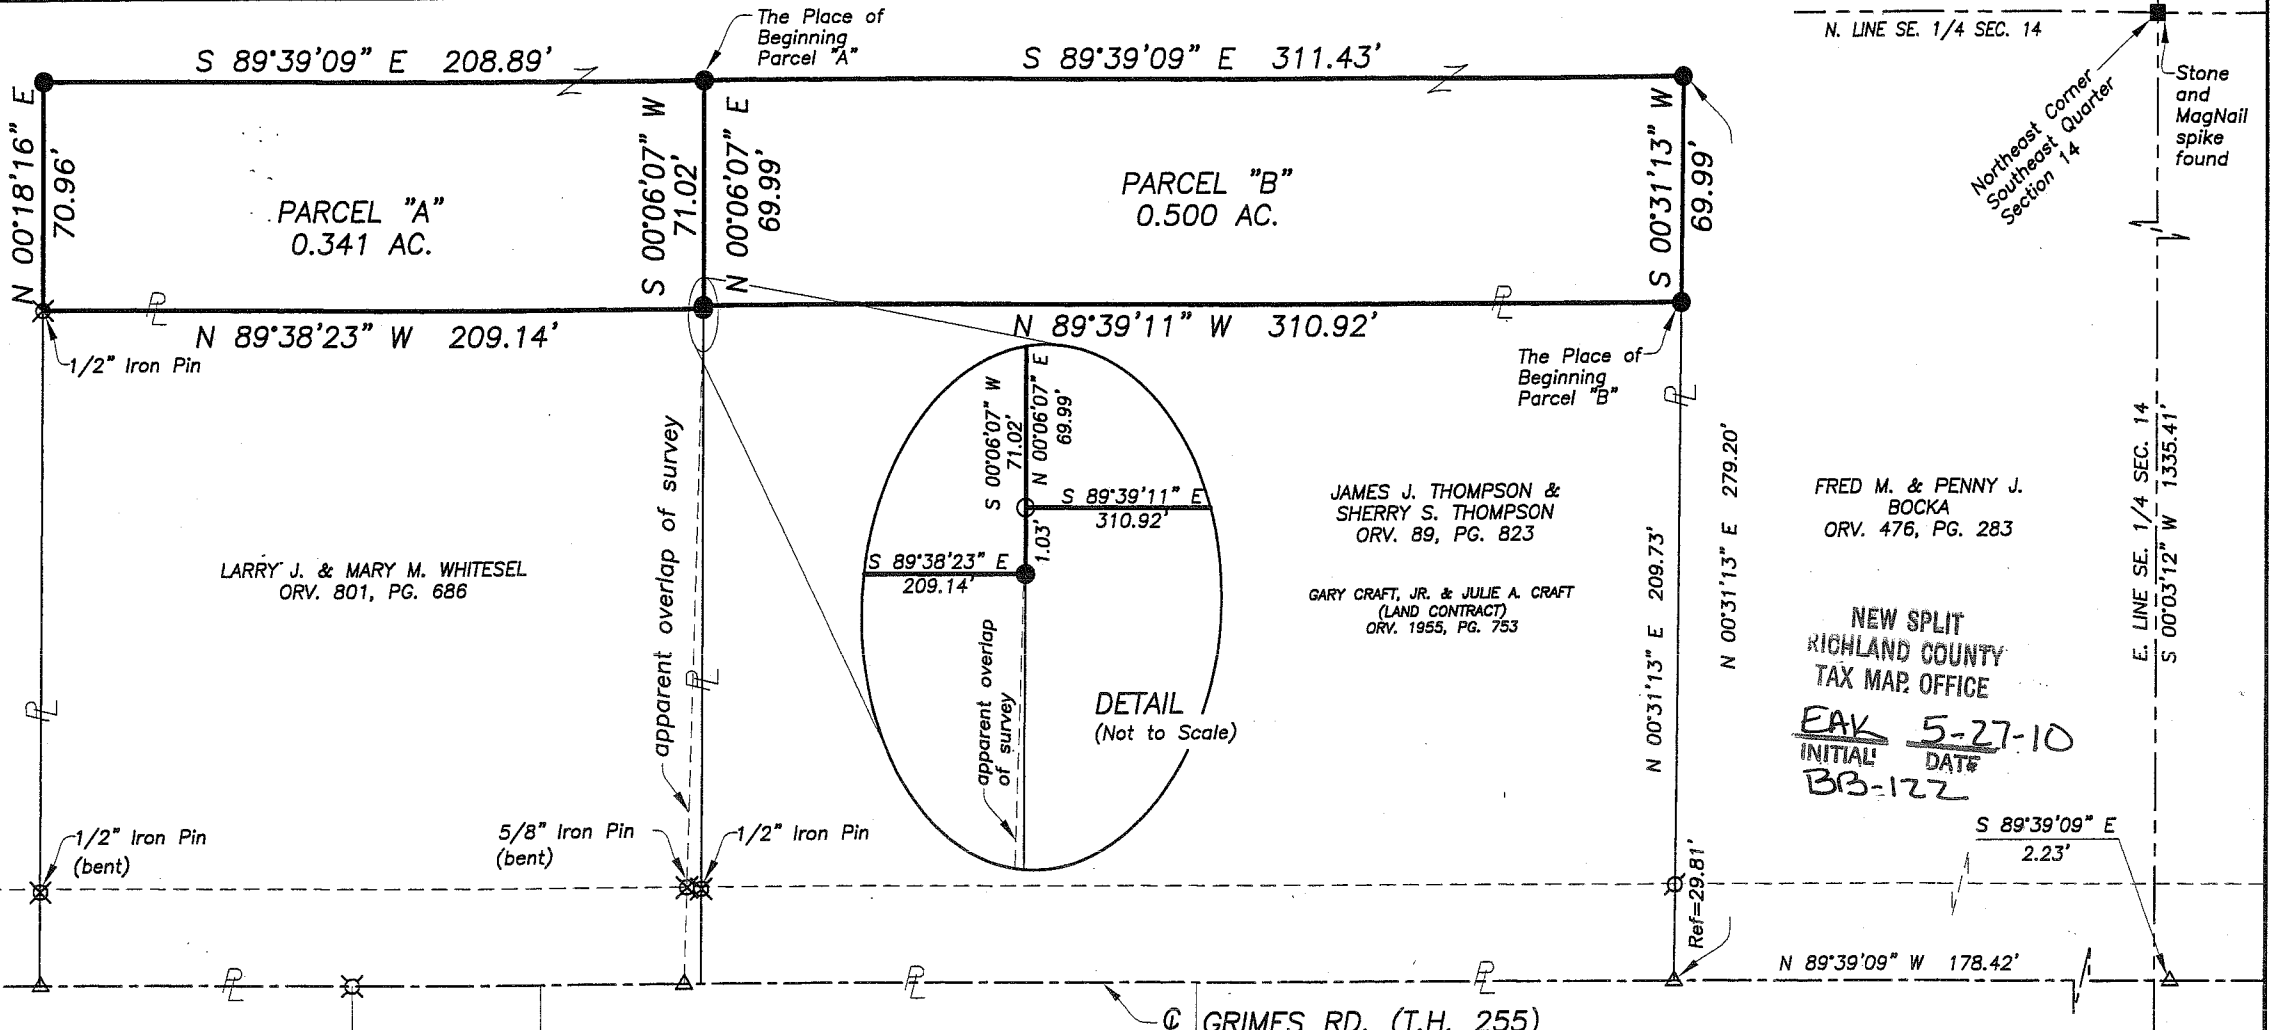 The Place of
Beginning
Parcel "A"
N. LINE SE. 1/4 SEC. 14
S 89°39'09" E 208.89'
S 89°39'09" E 311.43'
Northeast Corner
Southeast Quarter
Section 14
Stone
and
MagNail
spike
found
N 00°18'16" E
70.96'
PARCEL "A"
0.341 AC.
S 00°06'07" W
71.02'
N 00°06'07" E
69.99'
PARCEL "B"
0.500 AC.
S 00°31'13" W
69.99'
PL
PL
N 89°38'23" W 209.14'
N 89°39'11" W 310.92'
1/2" Iron Pin
The Place of
Beginning
Parcel "B"
PL
S 00°06'07" W
71.02'
N 00°06'07" E
69.99'
S 89°39'11" E
310.92'
1.03'
S 89°38'23" E
209.14'
apparent overlap
of survey
DETAIL
(Not to Scale)
apparent overlap of survey
LARRY J. & MARY M. WHITESEL
ORV. 801, PG. 686
JAMES J. THOMPSON &
SHERRY S. THOMPSON
ORV. 89, PG. 823
GARY CRAFT, JR. & JULIE A. CRAFT
(LAND CONTRACT)
ORV. 1955, PG. 753
N 00°31'13" E 209.73'
N 00°31'13" E 279.20'
FRED M. & PENNY J.
BOCKA
ORV. 476, PG. 283
E. LINE SE. 1/4 SEC. 14
S 00°03'12" W 1335.41'
NEW SPLIT
RICHLAND COUNTY
TAX MAP OFFICE
EAK 5-27-10
INITIAL DATE
BB-122
PL
PL
1/2" Iron Pin
(bent)
5/8" Iron Pin
(bent)
1/2" Iron Pin
S 89°39'09" E
2.23'
Ref=29.81'
N 89°39'09" W 178.42'
PL
PL
PL
CL GRIMES RD. (T.H. 255)